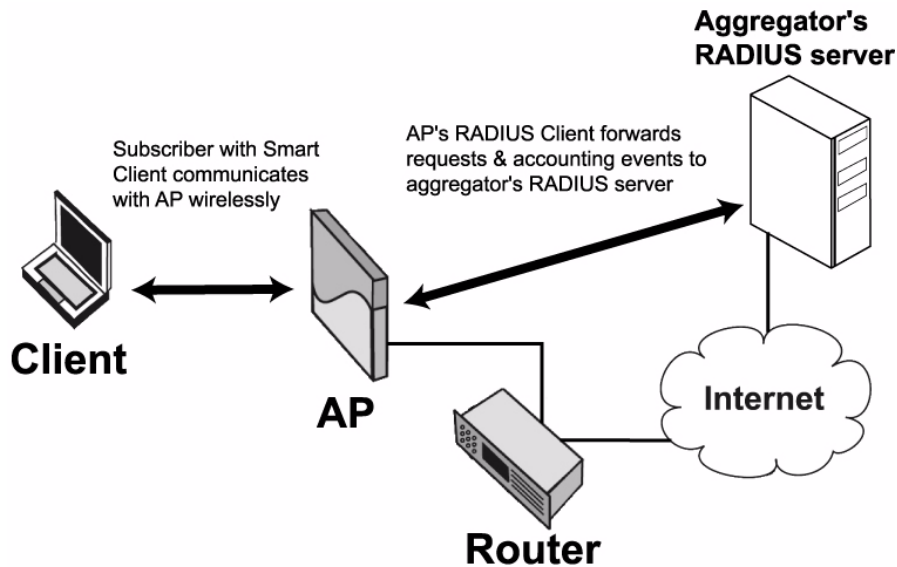 Aggregator's
RADIUS server
AP's RADIUS Client forwards
requests & accounting events to
aggregator's RADIUS server
Subscriber with Smart
Client communicates
with AP wirelessly
Client
AP
Internet
Router